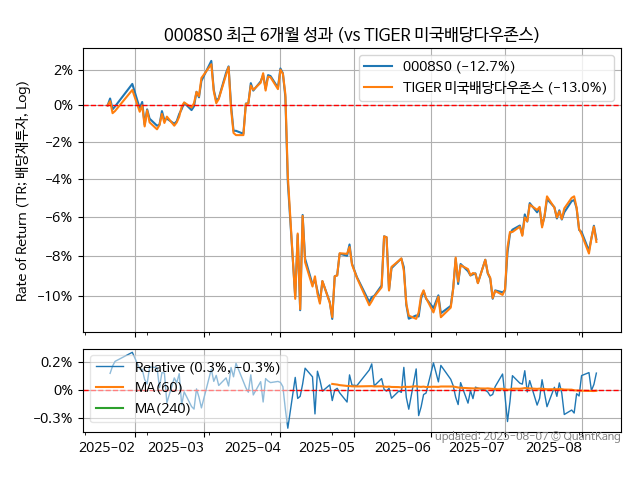 0008S0 최근 6개월 성과 (vs TIGER 미국배당다우존스)
Rate of Return (TR: 배당재투자, Log)
2%
0%
−2%
−4%
−6%
−8%
−10%
0008S0 (−12.7%)
TIGER 미국배당다우존스 (−13.0%)
0.2%
0%
−0.3%
Relative (0.3%, −0.3%)
MA(60)
MA(240)
2025-02
2025-03
2025-04
2025-05
2025-06
2025-07
2025-08
updated: 2025-08-07 © QuantKang